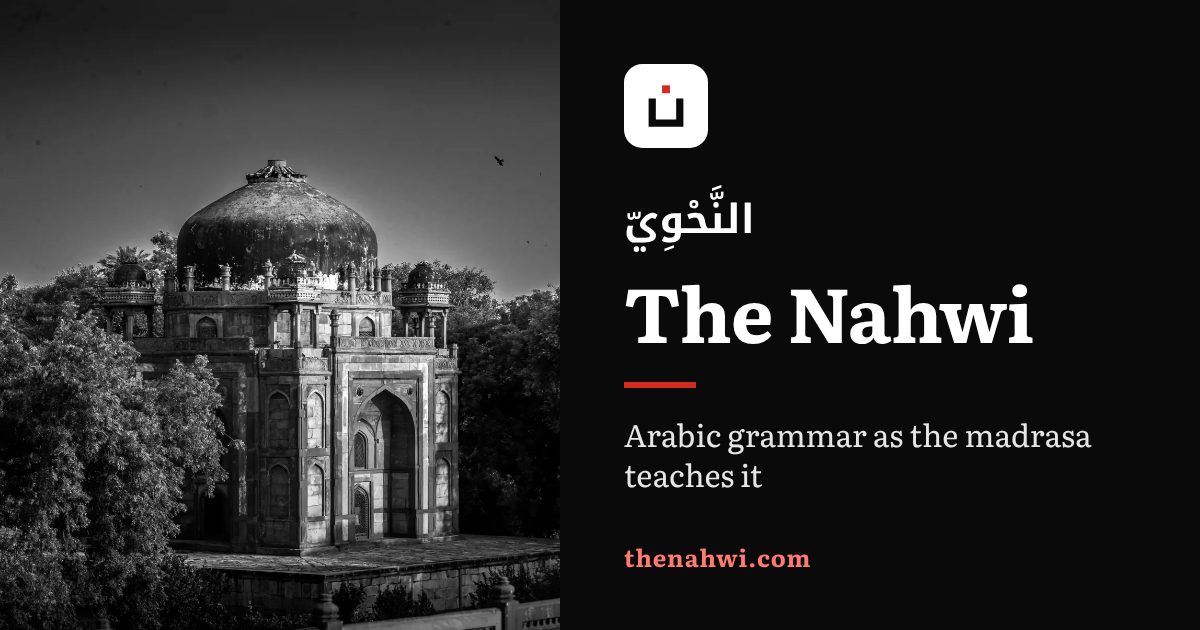 ن
النَّحْوِيّ
The Nahwi
Arabic grammar as the madrasa
teaches it
thenahwi.com